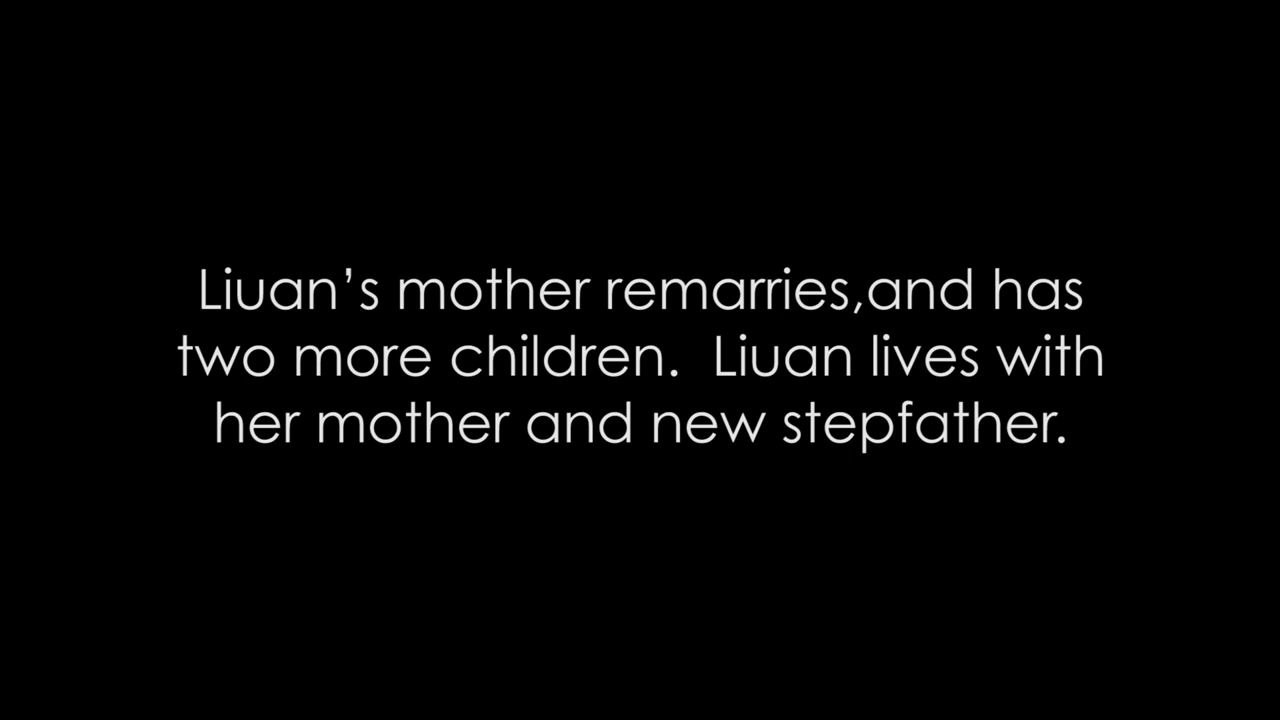 Liuan’s mother remarries,and has
two more children.  Liuan lives with
her mother and new stepfather.